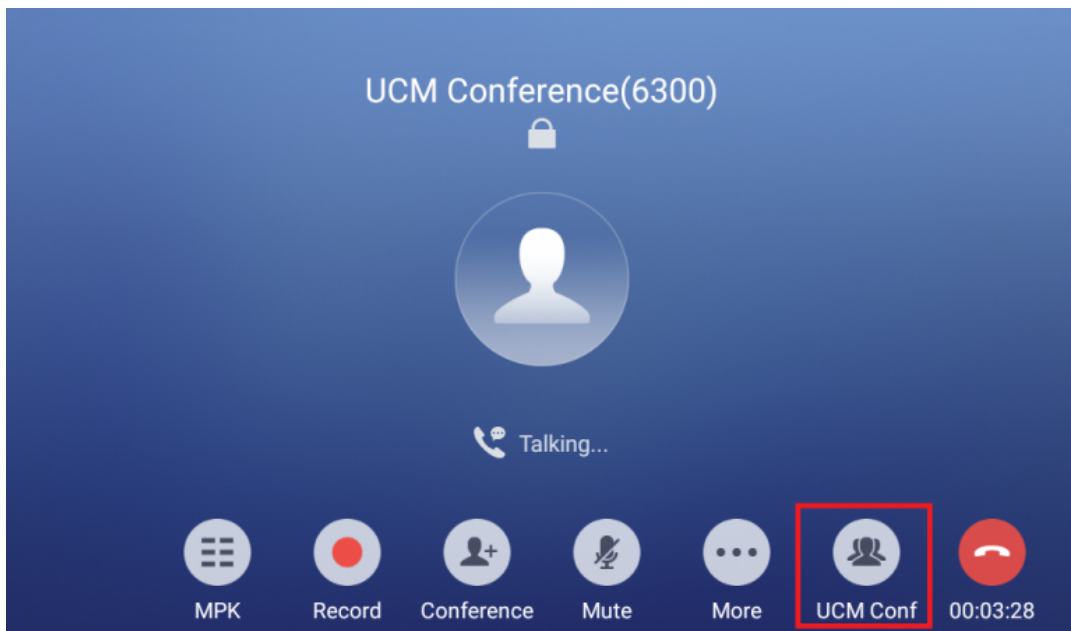 UCM Conference(6300)
Talking...
MPK Record Conference Mute More UCM Conf 00:03:28